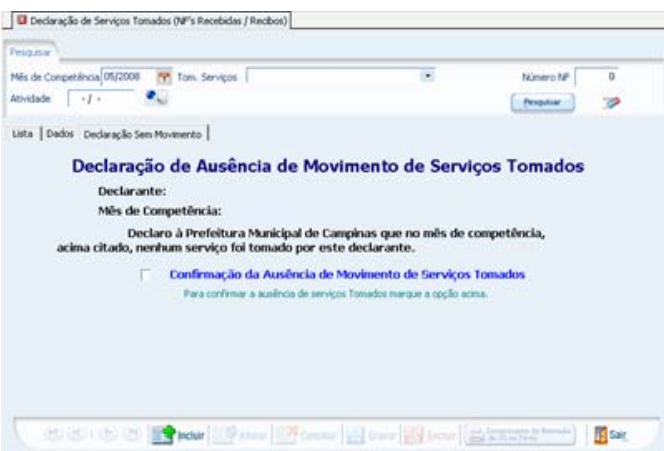 Declaração de Serviços Tomados (NF's Recebidas / Recibos)
Pesquisar
Mês de Competência 05/2008 Tom. Serviços Número NF 0
Atividade - / - Pesquisar
Lista Dados Declaração Sem Movimento
Declaração de Ausência de Movimento de Serviços Tomados
Declarante:
Mês de Competência:
Declaro à Prefeitura Municipal de Campinas que no mês de competência,
acima citado, nenhum serviço foi tomado por este declarante.
Confirmação da Ausência de Movimento de Serviços Tomados
Para confirmar a ausência de serviços Tomados marque a opção acima.
Incluir Alterar Cancelar Gravar Excluir Sair